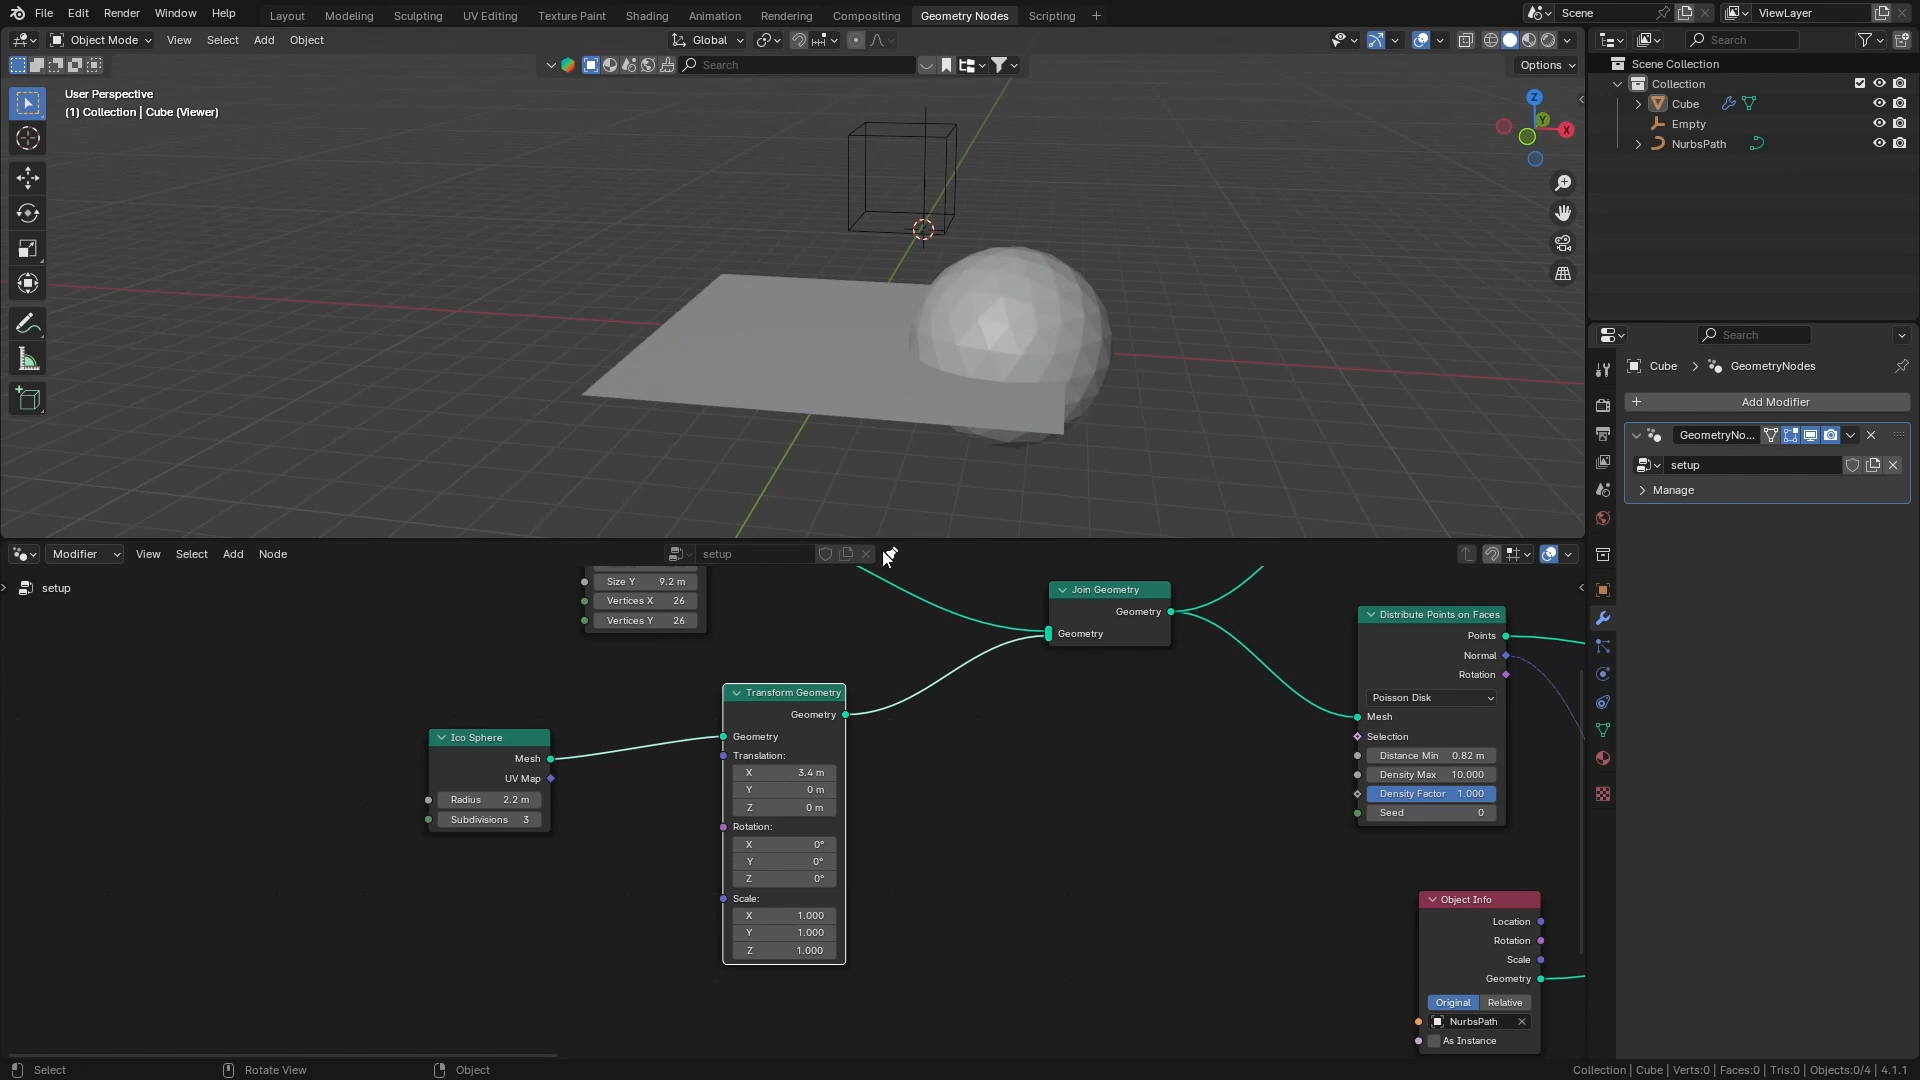 File Edit Render Window Help Layout Modeling Sculpting UV Editing Texture Paint Shading Animation Rendering Compositing Geometry Nodes Scripting Scene ViewLayer
Object Mode View Select Add Object Global Search
Search Options
User Perspective
(1) Collection | Cube (Viewer)
Z
Y
X
Scene Collection
Collection
Cube
Empty
NurbsPath
Search
Cube > GeometryNodes
Add Modifier
GeometryNo...
setup
Manage
Modifier View Select Add Node setup
setup
Size Y 9.2 m
Vertices X 26
Vertices Y 26
Ico Sphere
Mesh
UV Map
Radius 2.2 m
Subdivisions 3
Transform Geometry
Geometry
Geometry
Translation:
X 3.4 m
Y 0 m
Z 0 m
Rotation:
X 0°
Y 0°
Z 0°
Scale:
X 1.000
Y 1.000
Z 1.000
Join Geometry
Geometry
Geometry
Distribute Points on Faces
Points
Normal
Rotation
Poisson Disk
Mesh
Selection
Distance Min 0.82 m
Density Max 10.000
Density Factor 1.000
Seed 0
Object Info
Location
Rotation
Scale
Geometry
Original Relative
NurbsPath
As Instance
Select Rotate View Object Collection | Cube | Verts:0 | Faces:0 | Tris:0 | Objects:0/4 | 4.1.1